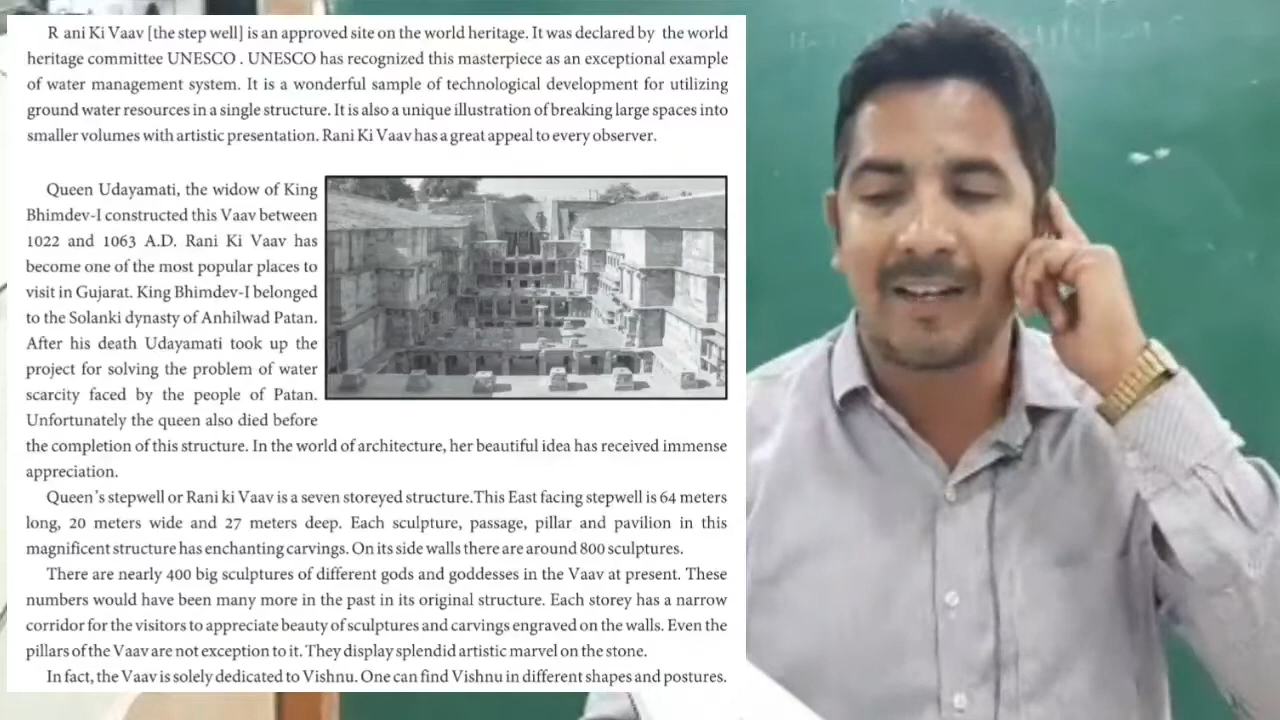 R ani Ki Vaav [the step well] is an approved site on the world heritage. It was declared by the world
heritage committee UNESCO . UNESCO has recognized this masterpiece as an exceptional example
of water management system. It is a wonderful sample of technological development for utilizing
ground water resources in a single structure. It is also a unique illustration of breaking large spaces into
smaller volumes with artistic presentation. Rani Ki Vaav has a great appeal to every observer.
Queen Udayamati, the widow of King
Bhimdev-I constructed this Vaav between
1022 and 1063 A.D. Rani Ki Vaav has
become one of the most popular places to
visit in Gujarat. King Bhimdev-I belonged
to the Solanki dynasty of Anhilwad Patan.
After his death Udayamati took up the
project for solving the problem of water
scarcity faced by the people of Patan.
Unfortunately the queen also died before
the completion of this structure. In the world of architecture, her beautiful idea has received immense
appreciation.
Queen's stepwell or Rani ki Vaav is a seven storeyed structure.This East facing stepwell is 64 meters
long, 20 meters wide and 27 meters deep. Each sculpture, passage, pillar and pavilion in this
magnificent structure has enchanting carvings. On its side walls there are around 800 sculptures.
There are nearly 400 big sculptures of different gods and goddesses in the Vaav at present. These
numbers would have been many more in the past in its original structure. Each storey has a narrow
corridor for the visitors to appreciate beauty of sculptures and carvings engraved on the walls. Even the
pillars of the Vaav are not exception to it. They display splendid artistic marvel on the stone.
In fact, the Vaav is solely dedicated to Vishnu. One can find Vishnu in different shapes and postures.